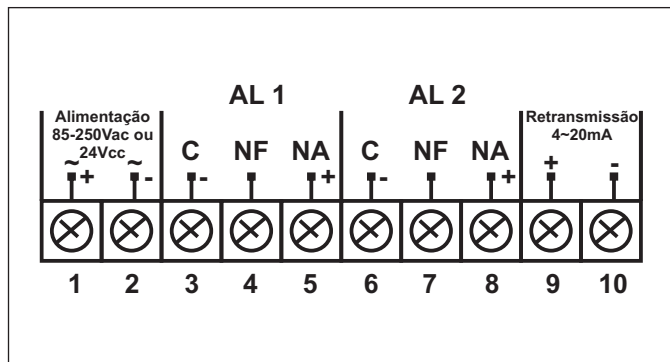 AL 1 AL 2
Alimentação
85-250Vac ou
24Vcc
Retransmissão
4~20mA
~+ ~- C - NF NA + C - NF NA + + -
1 2 3 4 5 6 7 8 9 10